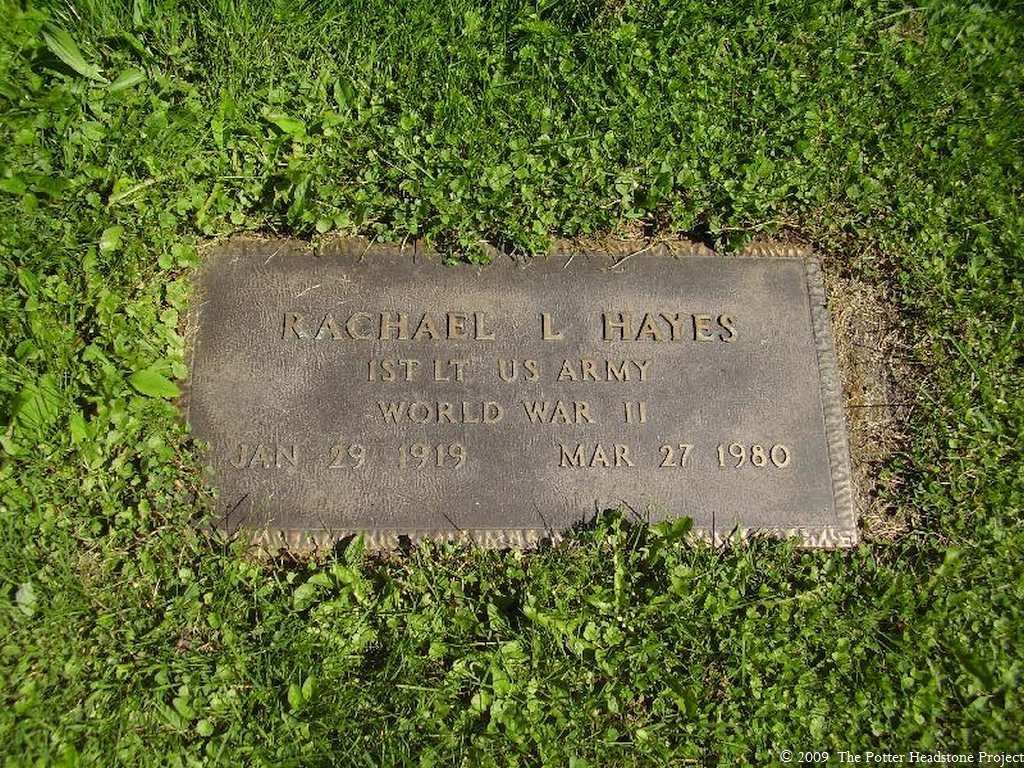 RACHAEL L HAYES
1ST LT US ARMY
WORLD WAR II
JAN 29 1919 MAR 27 1980
© 2009 The Potter Headstone Project